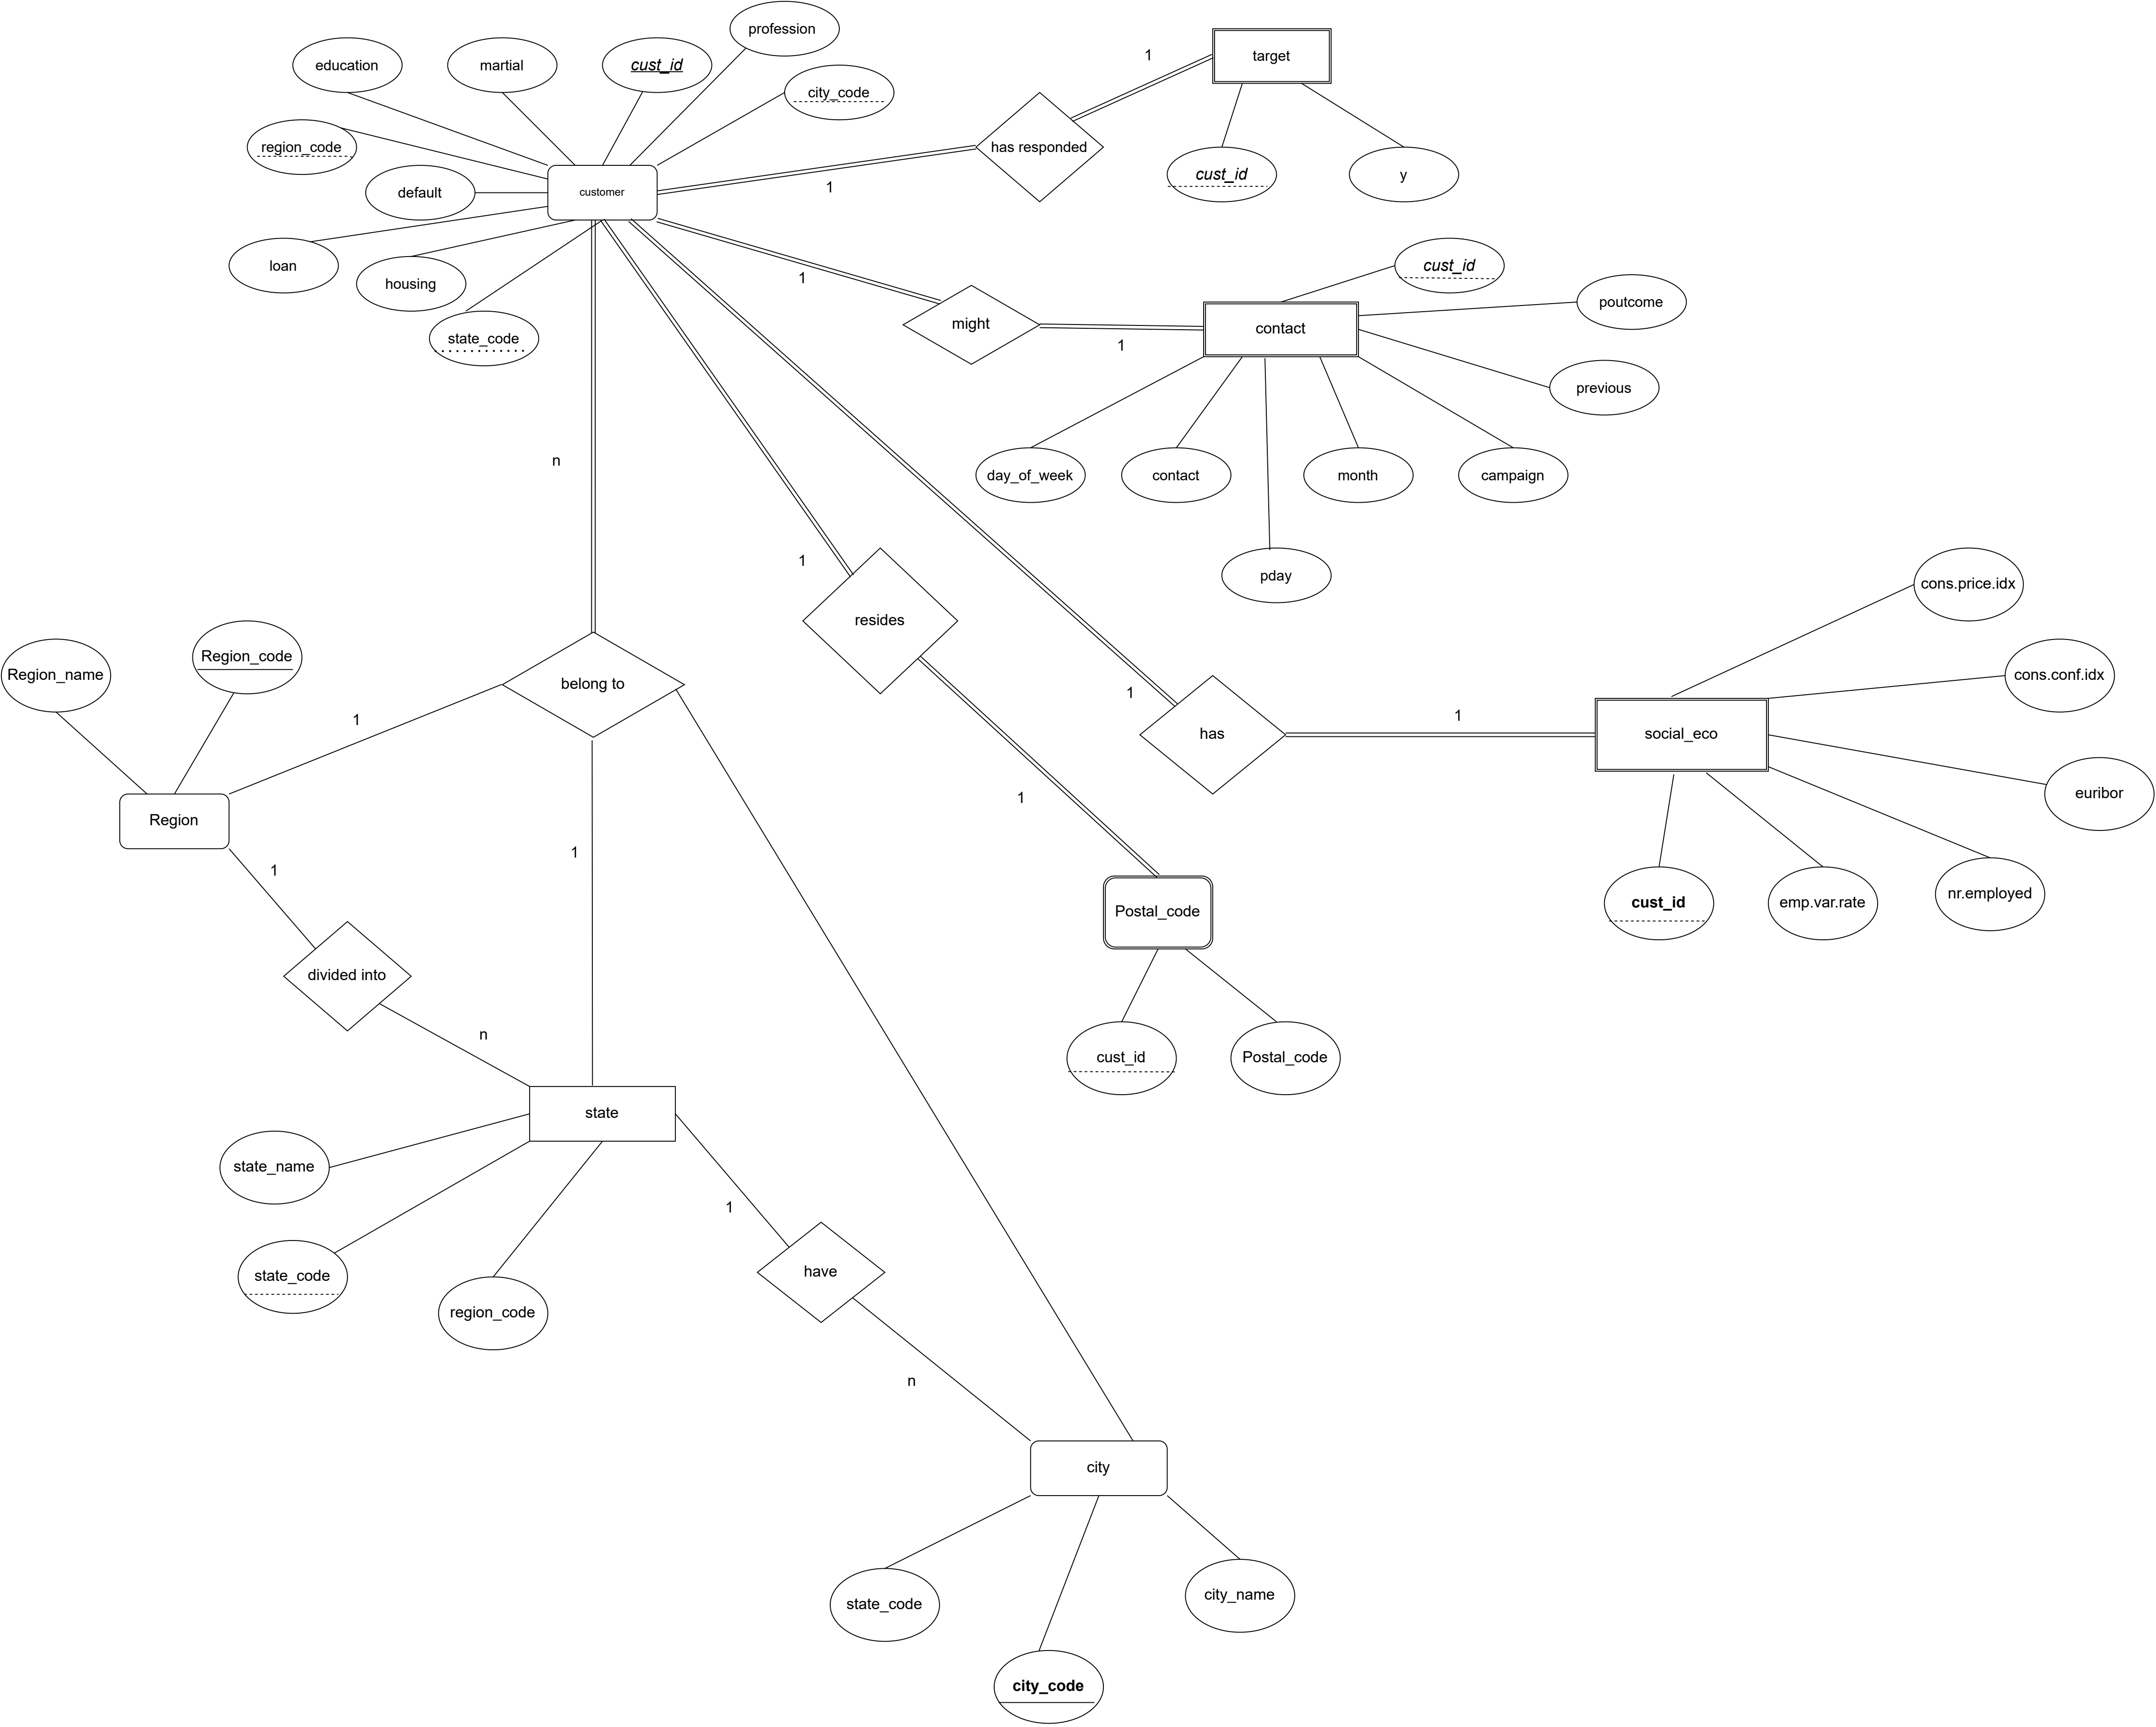 profession
education
martial
cust_id
city_code
region_code
default
customer
loan
housing
state_code
1
target
has responded
1
cust_id
y
1
might
1
contact
cust_id
poutcome
previous
day_of_week
contact
month
campaign
pday
n
1
resides
1
1
has
1
social_eco
cons.price.idx
cons.conf.idx
euribor
nr.employed
emp.var.rate
cust_id
Region_name
Region_code
belong to
1
Region
1
1
Postal_code
cust_id
Postal_code
divided into
n
state
state_name
state_code
region_code
1
have
n
city
state_code
city_name
city_code